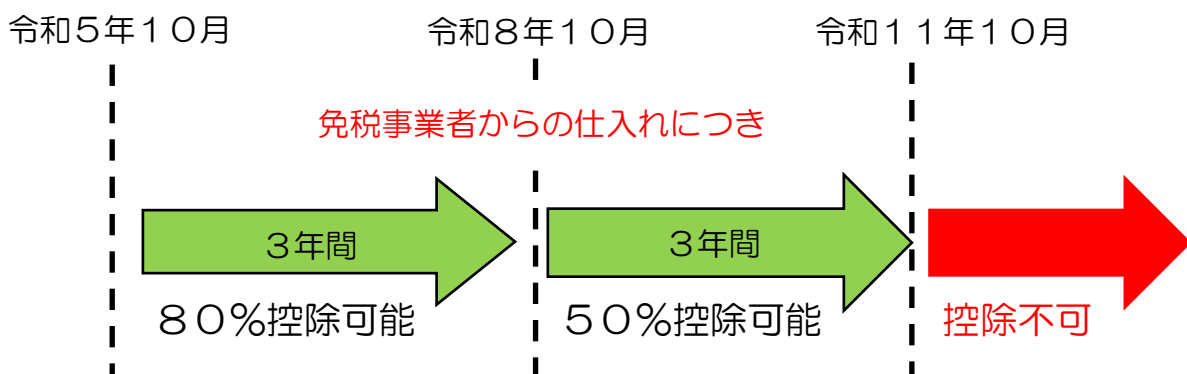 令和５年１０月
令和８年１０月
令和１１年１０月
免税事業者からの仕入れにつき
３年間
３年間
８０％控除可能
５０％控除可能
控除不可